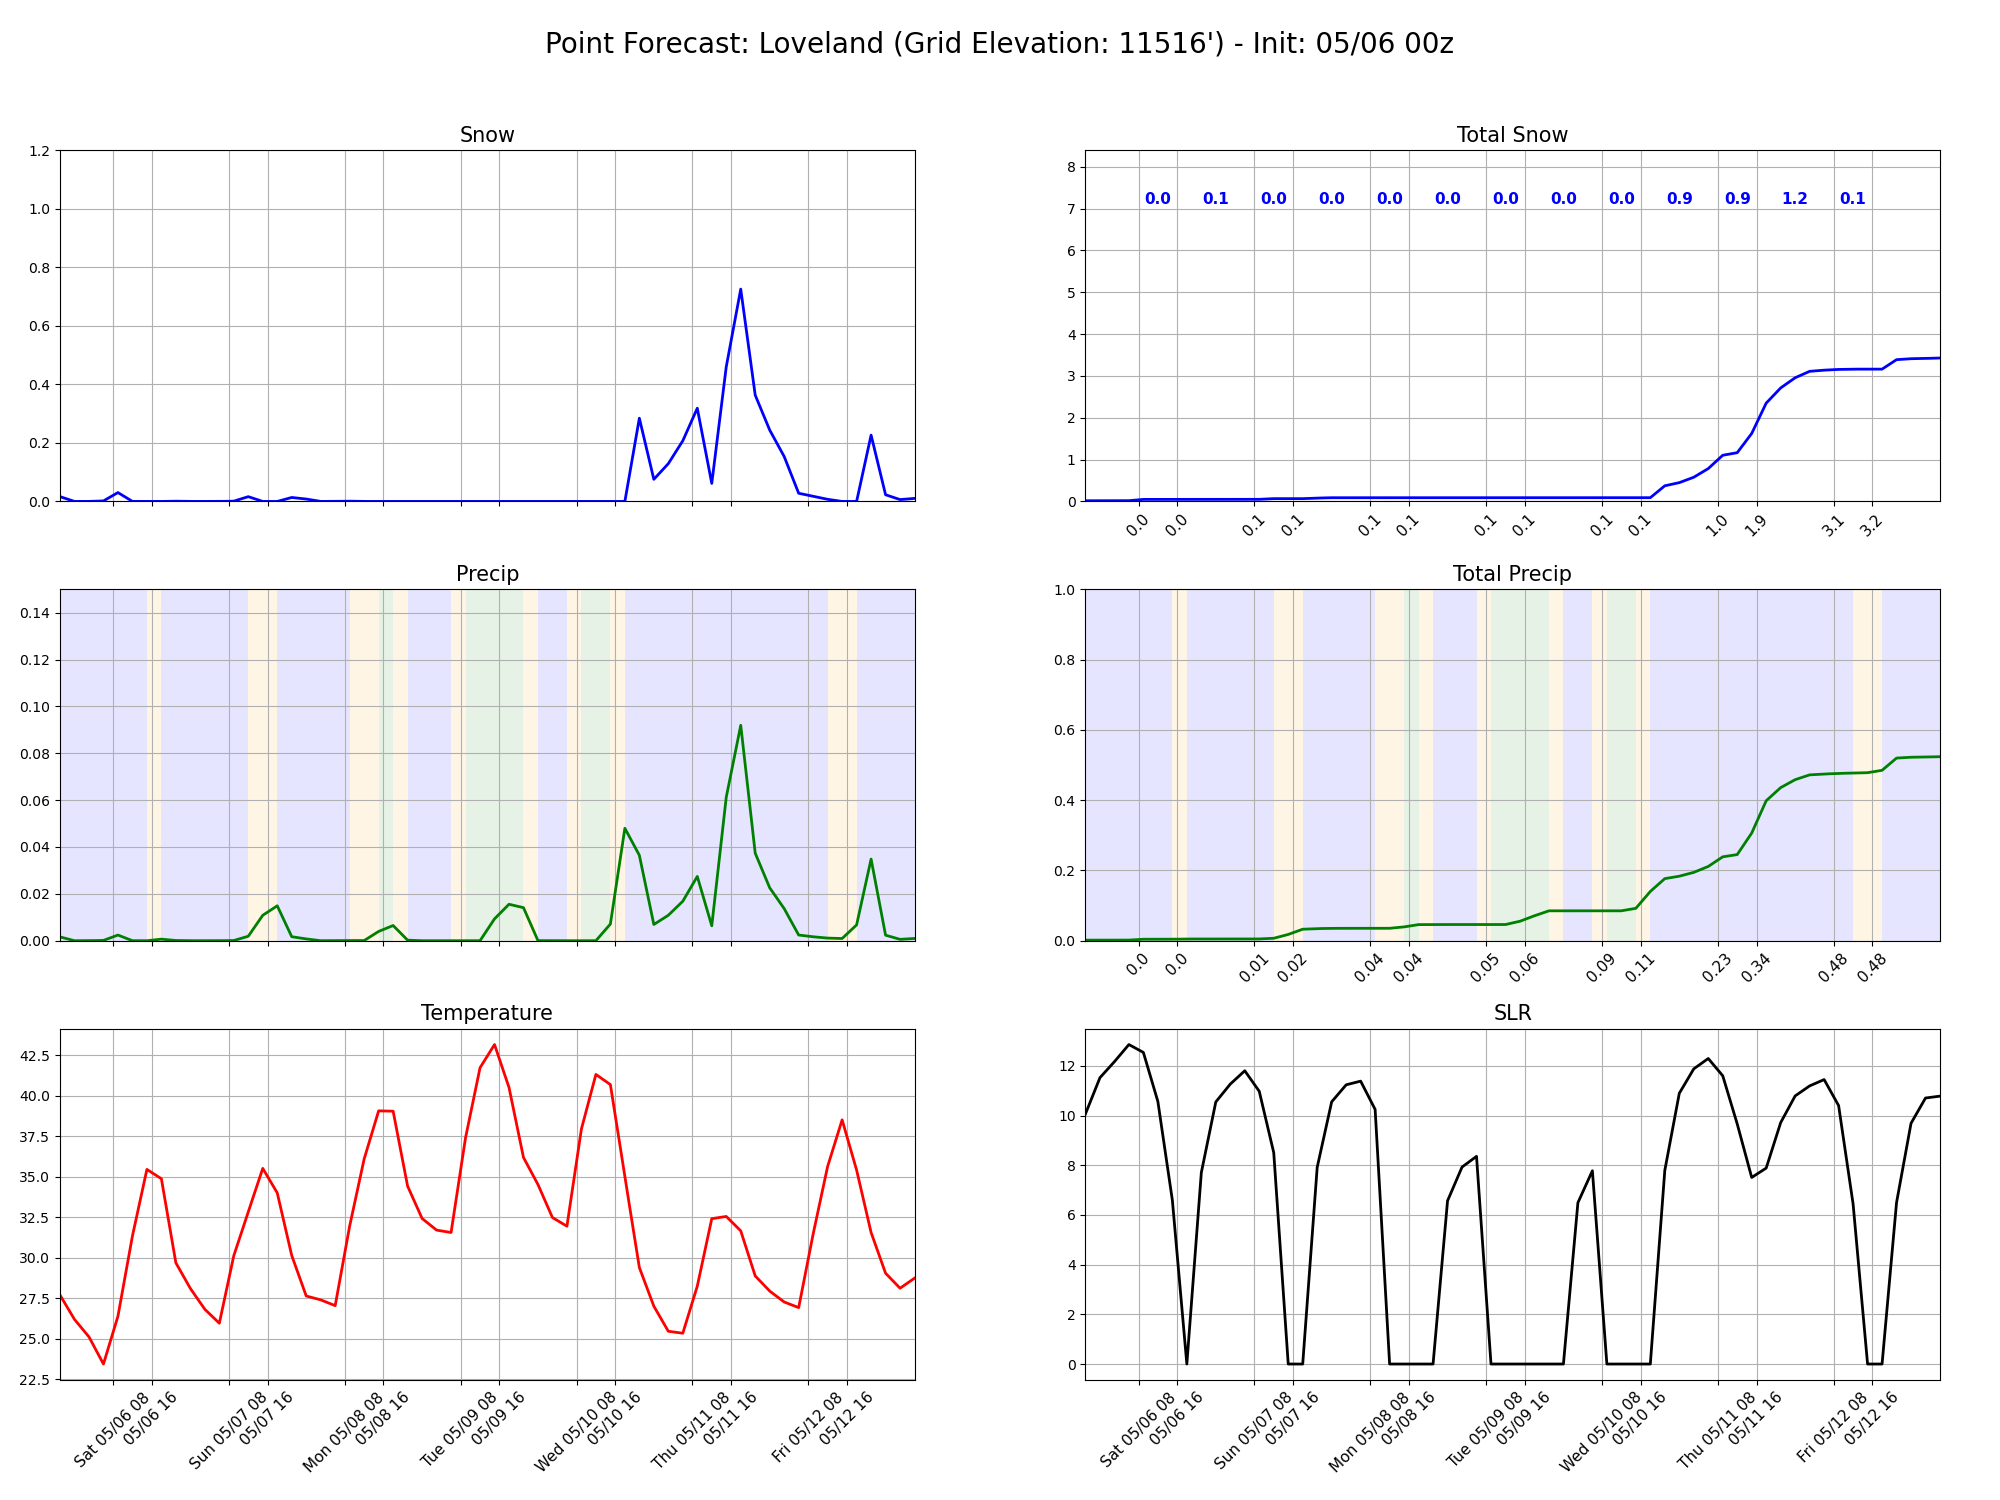 Point Forecast: Loveland (Grid Elevation: 11516') - Init: 05/06 00z
Snow
1.2
1.0
0.8
0.6
0.4
0.2
0.0
Total Snow
8
7
6
5
4
3
2
1
0
0.0 0.1 0.0 0.0 0.0 0.0 0.0 0.0 0.0 0.9 0.9 1.2 0.1
0.0 0.0 0.1 0.1 0.1 0.1 0.1 0.1 0.1 0.1 1.0 1.9 3.1 3.2
Precip
0.14
0.12
0.10
0.08
0.06
0.04
0.02
0.00
Total Precip
1.0
0.8
0.6
0.4
0.2
0.0
0.0 0.0 0.01 0.02 0.04 0.04 0.05 0.06 0.09 0.11 0.23 0.34 0.48 0.48
Temperature
42.5
40.0
37.5
35.0
32.5
30.0
27.5
25.0
22.5
Sat 05/06 08
05/06 16
Sun 05/07 08
05/07 16
Mon 05/08 08
05/08 16
Tue 05/09 08
05/09 16
Wed 05/10 08
05/10 16
Thu 05/11 08
05/11 16
Fri 05/12 08
05/12 16
SLR
12
10
8
6
4
2
0
Sat 05/06 08
05/06 16
Sun 05/07 08
05/07 16
Mon 05/08 08
05/08 16
Tue 05/09 08
05/09 16
Wed 05/10 08
05/10 16
Thu 05/11 08
05/11 16
Fri 05/12 08
05/12 16